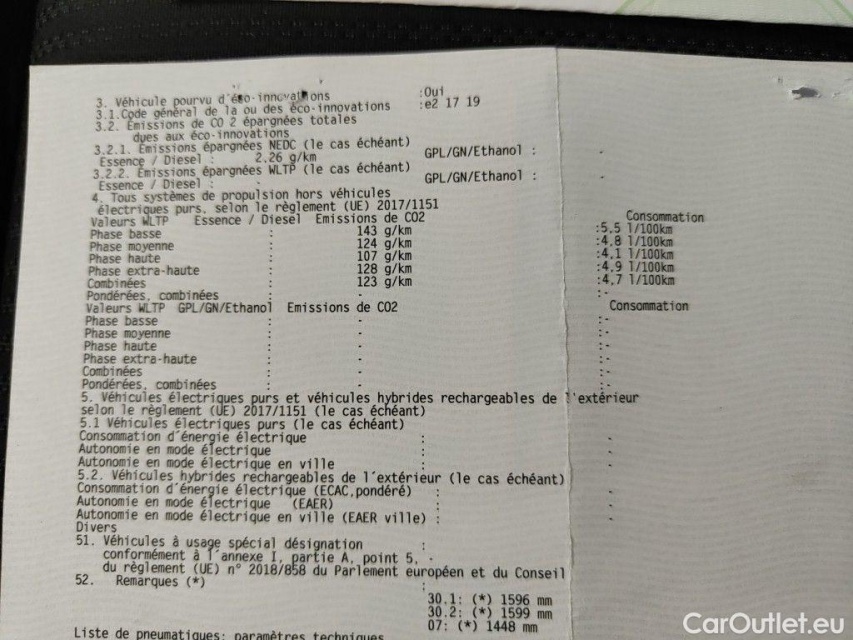 3. Véhicule pourvu d'éco-innovations :Oui
3.1.Code général de la ou des éco-innovations :e2 17 19
3.2. Émissions de CO 2 épargnées totales
dues aux éco-innovations
3.2.1. Émissions épargnées NEDC (le cas échéant)
Essence / Diesel : 2.26 g/km GPL/GN/Ethanol : -
3.2.2. Émissions épargnées WLTP (le cas échéant)
Essence / Diesel : - GPL/GN/Ethanol : -
4. Tous systèmes de propulsion hors véhicules
électriques purs, selon le règlement (UE) 2017/1151
Valeurs WLTP Essence / Diesel Emissions de CO2 Consommation
Phase basse : 143 g/km :5,5 l/100km
Phase moyenne : 124 g/km :4,8 l/100km
Phase haute : 107 g/km :4,1 l/100km
Phase extra-haute : 128 g/km :4,9 l/100km
Combinées : 123 g/km :4,7 l/100km
Pondérées, combinées : - :-
Valeurs WLTP GPL/GN/Ethanol Emissions de CO2 Consommation
Phase basse : - :-
Phase moyenne : - :-
Phase haute : - :-
Phase extra-haute : - :-
Combinées : - :-
Pondérées, combinées : - :-
5. Véhicules électriques purs et véhicules hybrides rechargeables de l'extérieur
selon le règlement (UE) 2017/1151 (le cas échéant)
5.1 Véhicules électriques purs (le cas échéant)
Consommation d'énergie électrique : -
Autonomie en mode électrique : -
Autonomie en mode électrique en ville : -
5.2. Véhicules hybrides rechargeables de l'extérieur (le cas échéant)
Consommation d'énergie électrique (ECAC,pondéré) : -
Autonomie en mode électrique (EAER) : -
Autonomie en mode électrique en ville (EAER ville) : -
Divers
51. Véhicules à usage spécial désignation :
conformément à l'annexe I, partie A, point 5, -
du règlement (UE) n° 2018/858 du Parlement européen et du Conseil
52. Remarques (*) :
30.1: (*) 1596 mm
30.2: (*) 1599 mm
07: (*) 1448 mm
Liste de pneumatiques: paramètres techniques
CarOutlet.eu